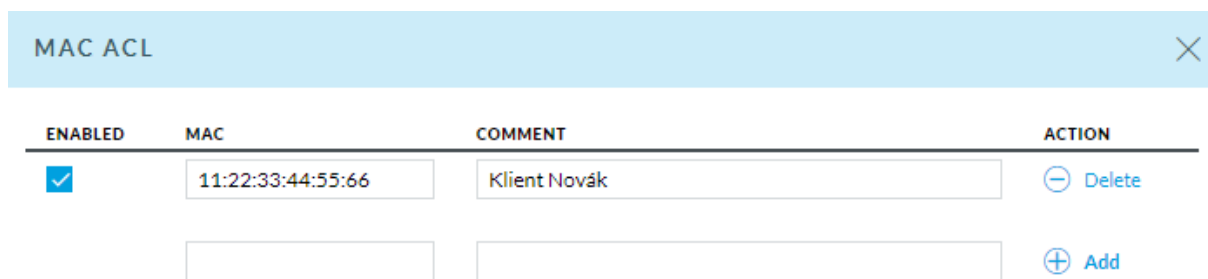 MAC ACL
ENABLED MAC COMMENT ACTION
11:22:33:44:55:66 Klient Novák Delete
Add